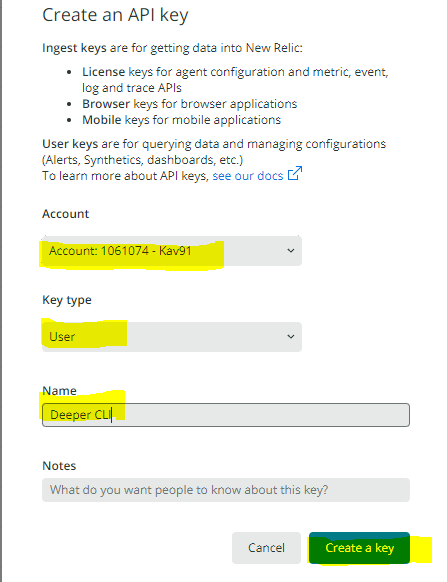 Create an API key
Ingest keys are for getting data into New Relic:
• License keys for agent configuration and metric, event,
log and trace APIs
• Browser keys for browser applications
• Mobile keys for mobile applications
User keys are for querying data and managing configurations
(Alerts, Synthetics, dashboards, etc.)
To learn more about API keys, see our docs
Account
Account: 1061074 - Kav91
Key type
User
Name
Deeper CLI
Notes
What do you want people to know about this key?
Cancel
Create a key